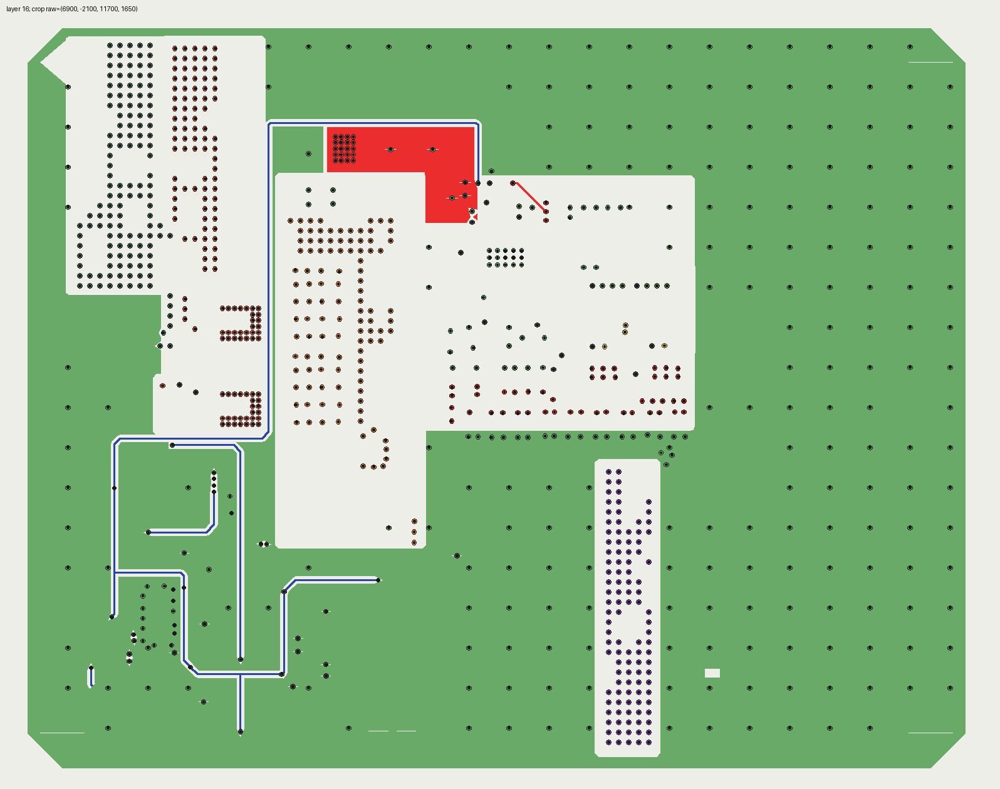 layer 16; crop raw=(6900, -2100, 11700, 1650)